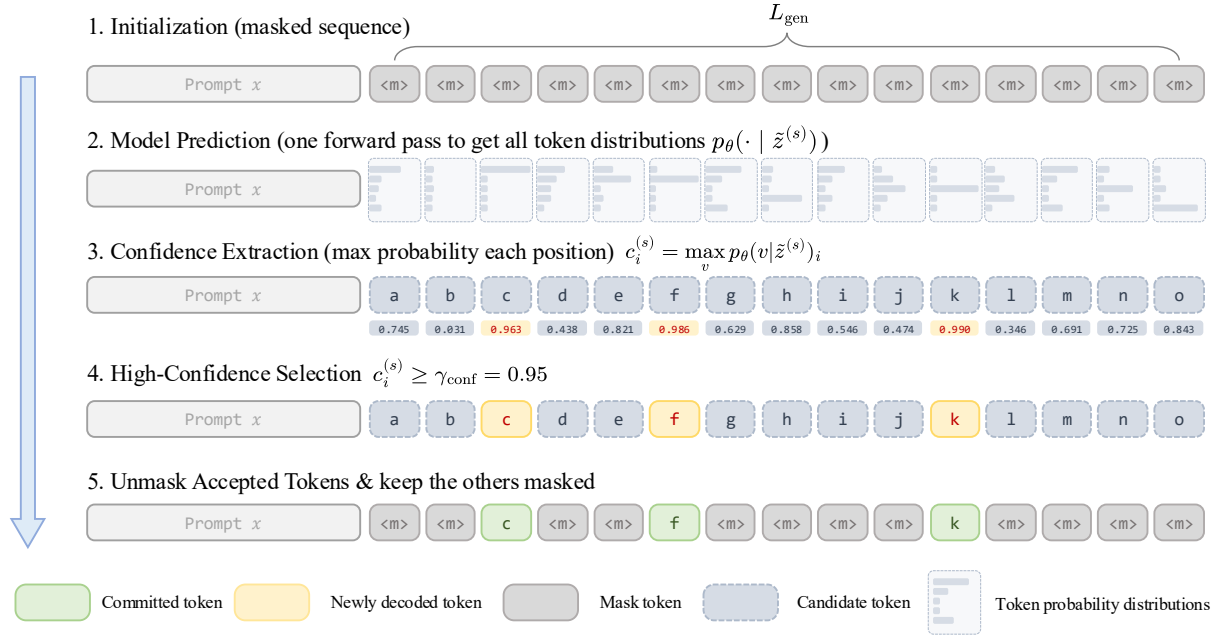 1. Initialization (masked sequence)
L_gen
Prompt x <m> <m> <m> <m> <m> <m> <m> <m> <m> <m> <m> <m> <m> <m> <m>
2. Model Prediction (one forward pass to get all token distributions p_θ(· | z̃^(s)))
Prompt x
3. Confidence Extraction (max probability each position) c_i^(s) = max_v p_θ(v|z̃^(s))_i
Prompt x a b c d e f g h i j k l m n o
0.745 0.031 0.963 0.438 0.821 0.986 0.629 0.858 0.546 0.474 0.990 0.346 0.691 0.725 0.843
4. High-Confidence Selection c_i^(s) ≥ γ_conf = 0.95
Prompt x a b c d e f g h i j k l m n o
5. Unmask Accepted Tokens & keep the others masked
Prompt x <m> <m> c <m> <m> f <m> <m> <m> <m> k <m> <m> <m> <m>
Committed token Newly decoded token Mask token Candidate token Token probability distributions